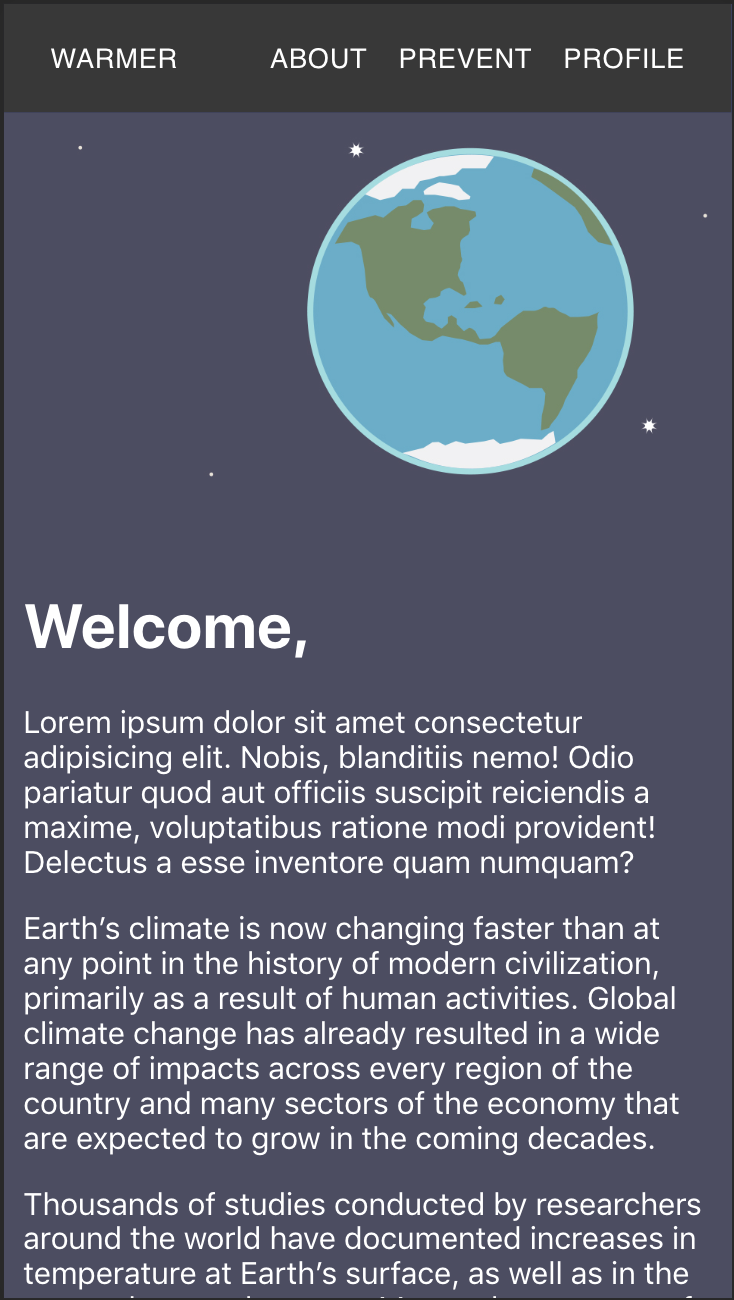 WARMER ABOUT PREVENT PROFILE
Welcome,
Lorem ipsum dolor sit amet consectetur
adipisicing elit. Nobis, blanditiis nemo! Odio
pariatur quod aut officiis suscipit reiciendis a
maxime, voluptatibus ratione modi provident!
Delectus a esse inventore quam numquam?
Earth’s climate is now changing faster than at
any point in the history of modern civilization,
primarily as a result of human activities. Global
climate change has already resulted in a wide
range of impacts across every region of the
country and many sectors of the economy that
are expected to grow in the coming decades.
Thousands of studies conducted by researchers
around the world have documented increases in
temperature at Earth’s surface, as well as in the